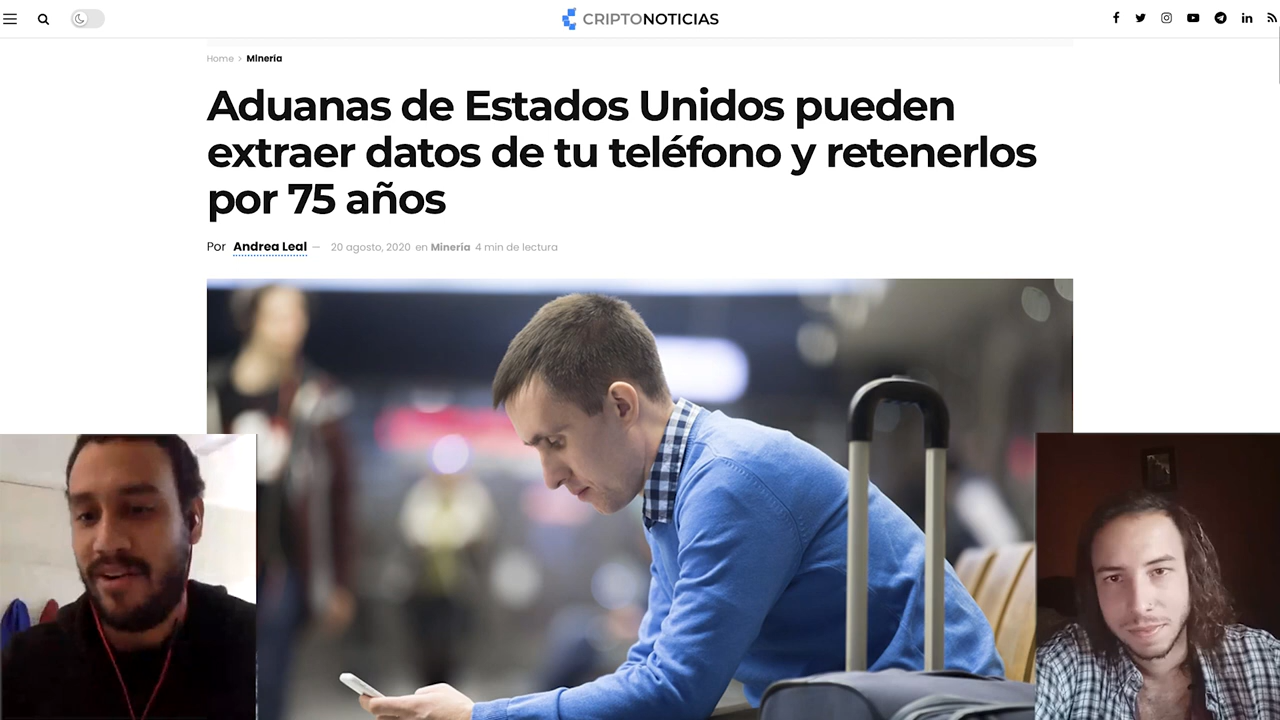 CRIPTONOTICIAS
Home > Minería
Aduanas de Estados Unidos pueden
extraer datos de tu teléfono y retenerlos
por 75 años
Por Andrea Leal — 20 agosto, 2020 en Minería 4 min de lectura